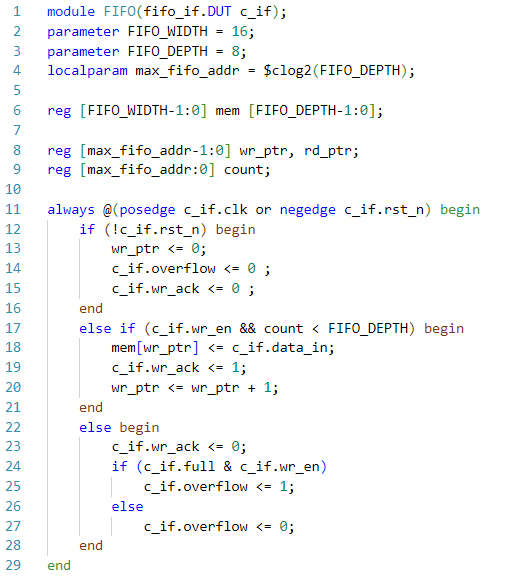 1 module FIFO(fifo_if.DUT c_if);
2 parameter FIFO_WIDTH = 16;
3 parameter FIFO_DEPTH = 8;
4 localparam max_fifo_addr = $clog2(FIFO_DEPTH);
5
6 reg [FIFO_WIDTH-1:0] mem [FIFO_DEPTH-1:0];
7
8 reg [max_fifo_addr-1:0] wr_ptr, rd_ptr;
9 reg [max_fifo_addr:0] count;
10
11 always @(posedge c_if.clk or negedge c_if.rst_n) begin
12     if (!c_if.rst_n) begin
13         wr_ptr <= 0;
14         c_if.overflow <= 0 ;
15         c_if.wr_ack <= 0 ;
16     end
17     else if (c_if.wr_en && count < FIFO_DEPTH) begin
18         mem[wr_ptr] <= c_if.data_in;
19         c_if.wr_ack <= 1;
20         wr_ptr <= wr_ptr + 1;
21     end
22     else begin
23         c_if.wr_ack <= 0;
24         if (c_if.full & c_if.wr_en)
25             c_if.overflow <= 1;
26         else
27             c_if.overflow <= 0;
28     end
29 end